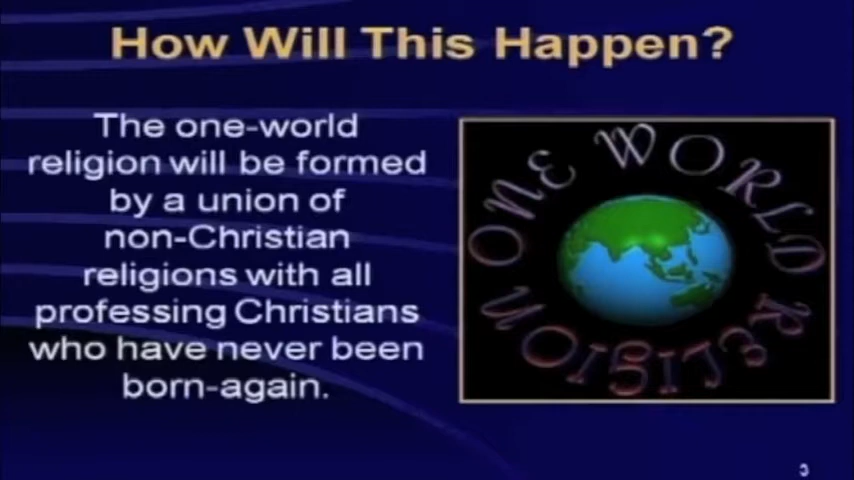 How Will This Happen?
The one-world
religion will be formed
by a union of
non-Christian
religions with all
professing Christians
who have never been
born-again.
ONE WORLD RELIGION
3